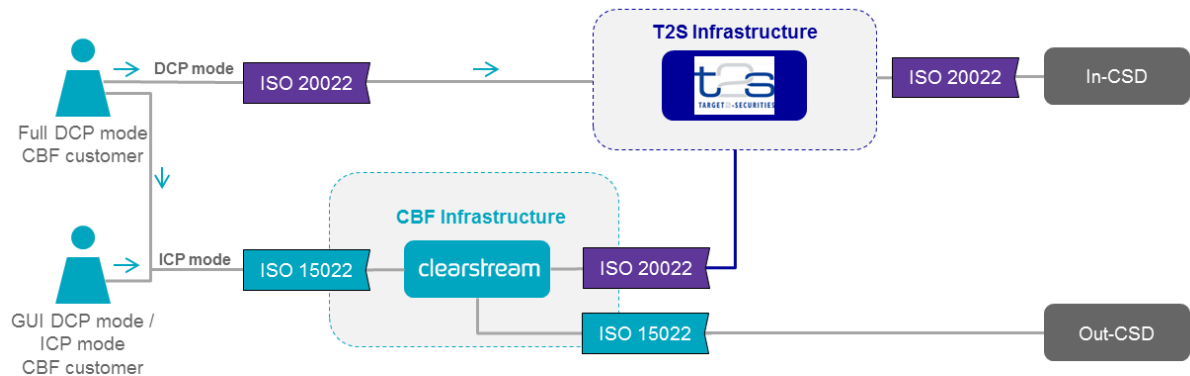 T2S Infrastructure
DCP mode
ISO 20022
t2s
TARGET2-SECURITIES
ISO 20022
In-CSD
Full DCP mode
CBF customer
CBF Infrastructure
ICP mode
ISO 15022
clearstream
ISO 20022
GUI DCP mode /
ICP mode
CBF customer
ISO 15022
Out-CSD